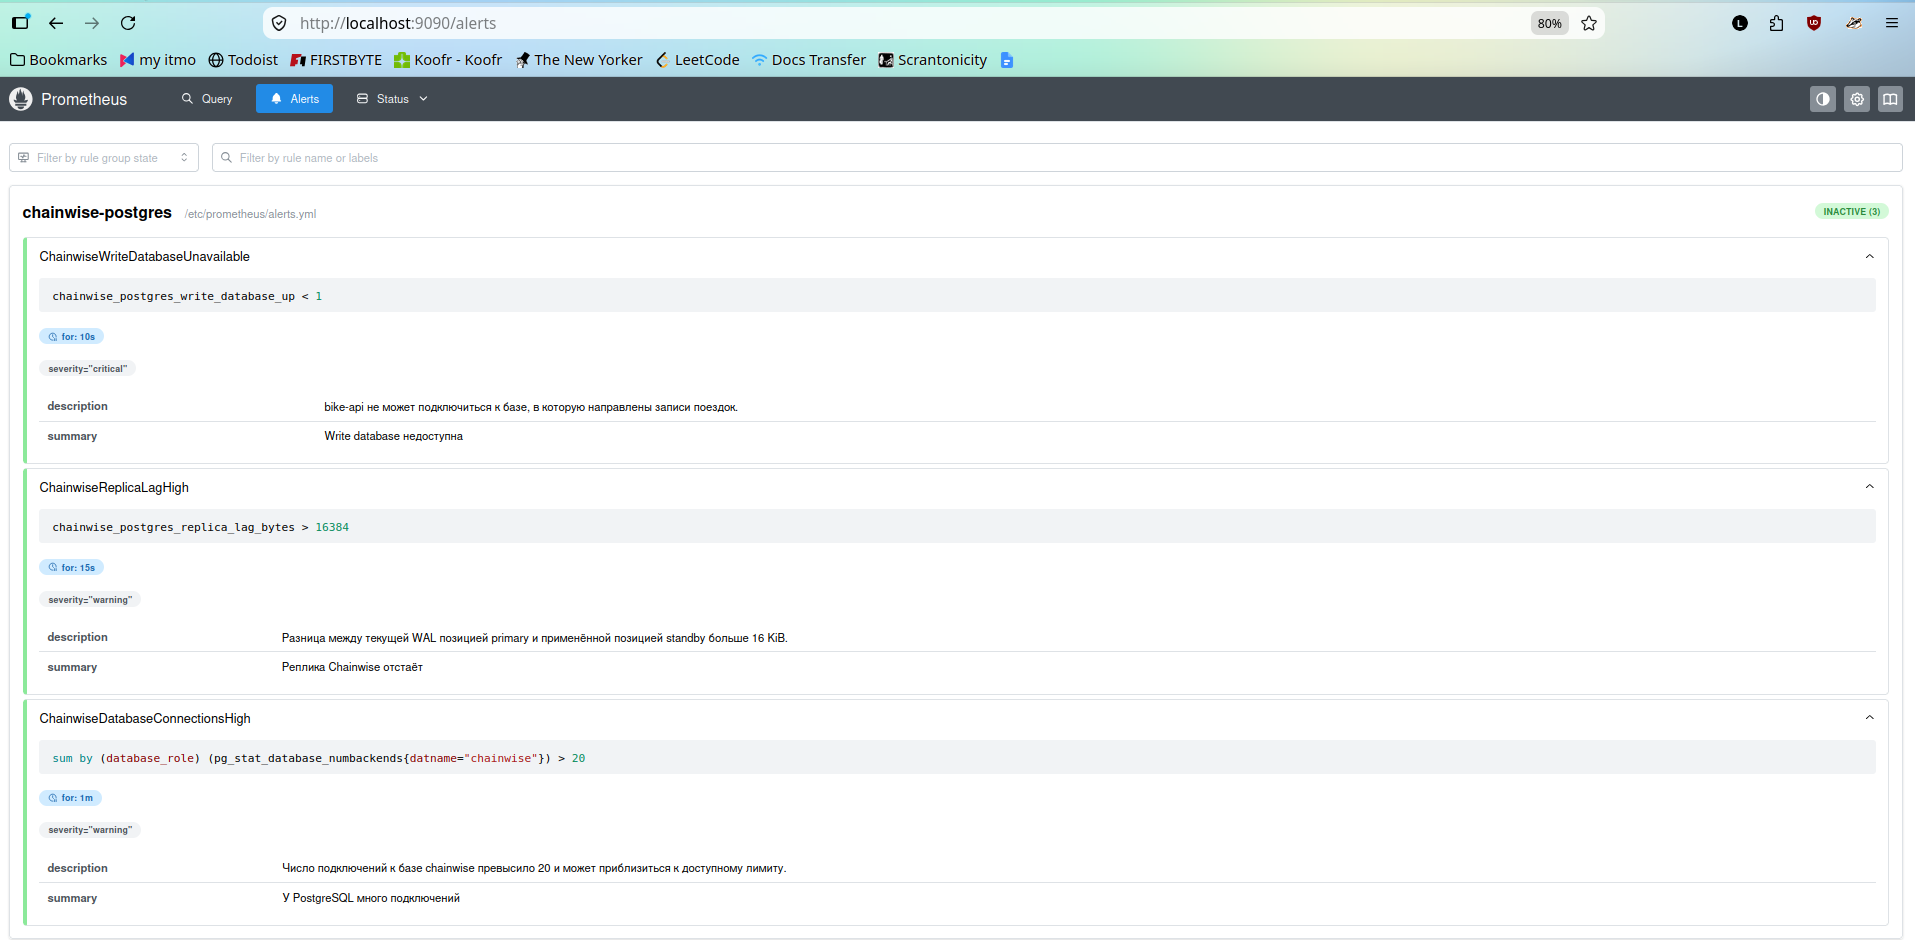 http://localhost:9090/alerts
80%
Bookmarks my itmo Todoist FIRSTBYTE Koofr - Koofr The New Yorker LeetCode Docs Transfer Scrantonicity
Prometheus Query Alerts Status
Filter by rule group state Filter by rule name or labels
chainwise-postgres /etc/prometheus/alerts.yml INACTIVE (3)
ChainwiseWriteDatabaseUnavailable
chainwise_postgres_write_database_up < 1
for: 10s
severity="critical"
description bike-api не может подключиться к базе, в которую направлены записи поездок.
summary Write database недоступна
ChainwiseReplicaLagHigh
chainwise_postgres_replica_lag_bytes > 16384
for: 15s
severity="warning"
description Разница между текущей WAL позицией primary и применённой позицией standby больше 16 KiB.
summary Реплика Chainwise отстаёт
ChainwiseDatabaseConnectionsHigh
sum by (database_role) (pg_stat_database_numbackends{datname="chainwise"}) > 20
for: 1m
severity="warning"
description Число подключений к базе chainwise превысило 20 и может приблизиться к доступному лимиту.
summary У PostgreSQL много подключений